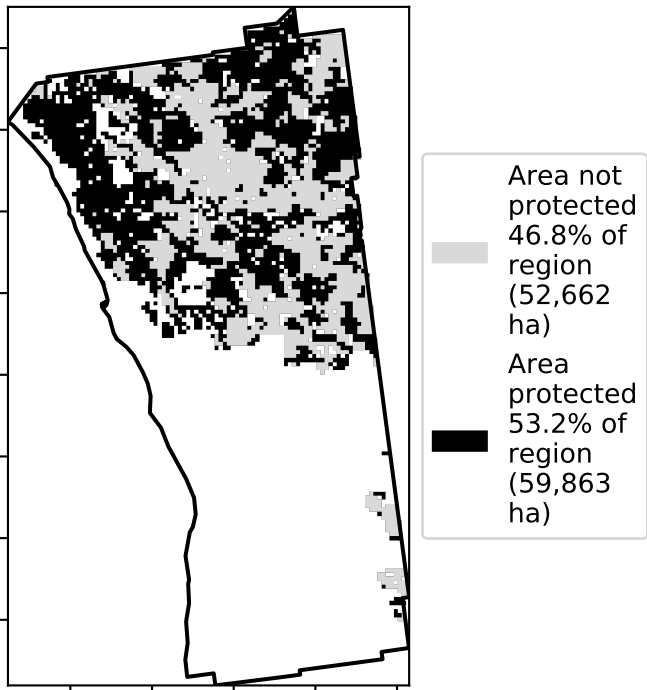 Area not
protected
46.8% of
region
(52,662
ha)
Area
protected
53.2% of
region
(59,863
ha)